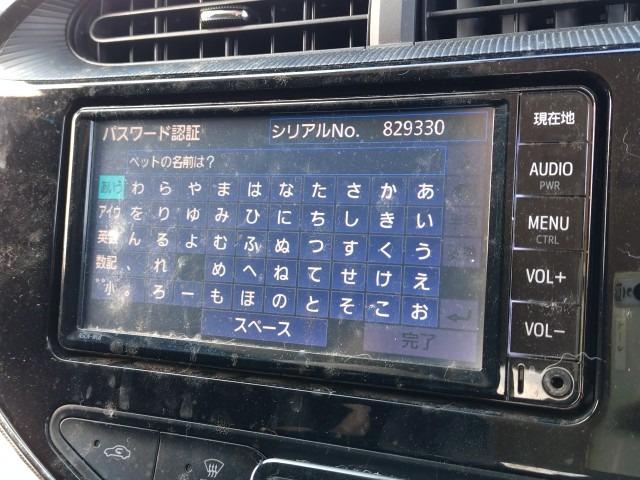 パスワード認証 シリアルNo. 829330
ペットの名前は?
あいう わ ら や ま は な た さ か あ
アイウ を り ゆ み ひ に ち し き い
英数 ん る よ む ふ ぬ つ す く う
数記 、 れ め へ ね て せ け え
小 。 ろ ー も ほ の と そ こ お
スペース
完了
現在地
AUDIO
PWR
MENU
CTRL
VOL+
VOL−